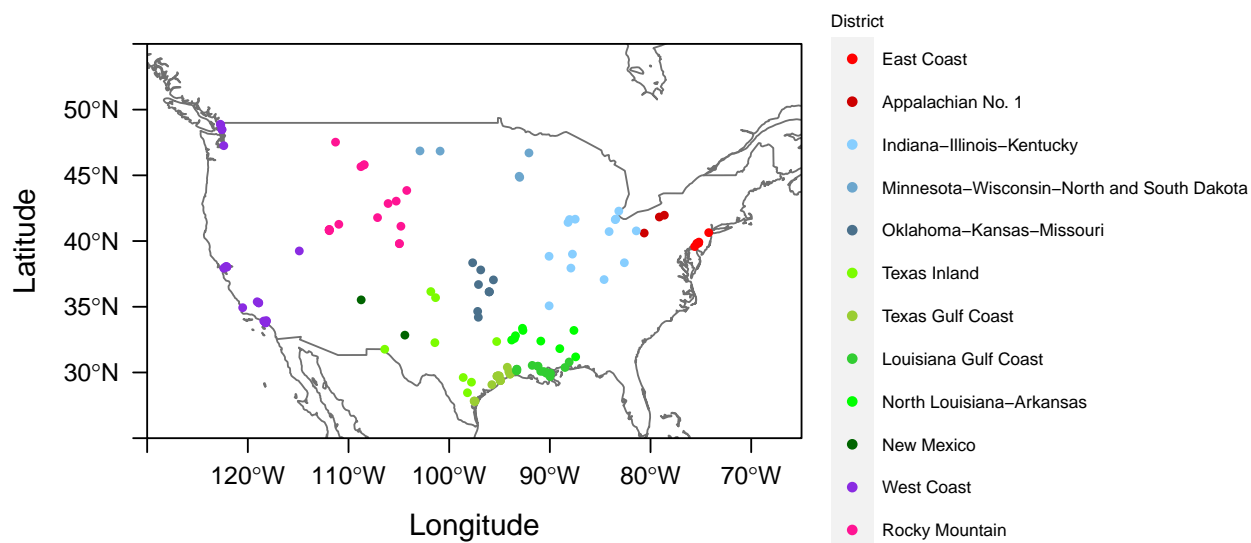 District
East Coast
Appalachian No. 1
Indiana−Illinois−Kentucky
Minnesota−Wisconsin−North and South Dakota
Oklahoma−Kansas−Missouri
Texas Inland
Texas Gulf Coast
Louisiana Gulf Coast
North Louisiana−Arkansas
New Mexico
West Coast
Rocky Mountain
Latitude
50°N
45°N
40°N
35°N
30°N
120°W 110°W 100°W 90°W 80°W 70°W
Longitude